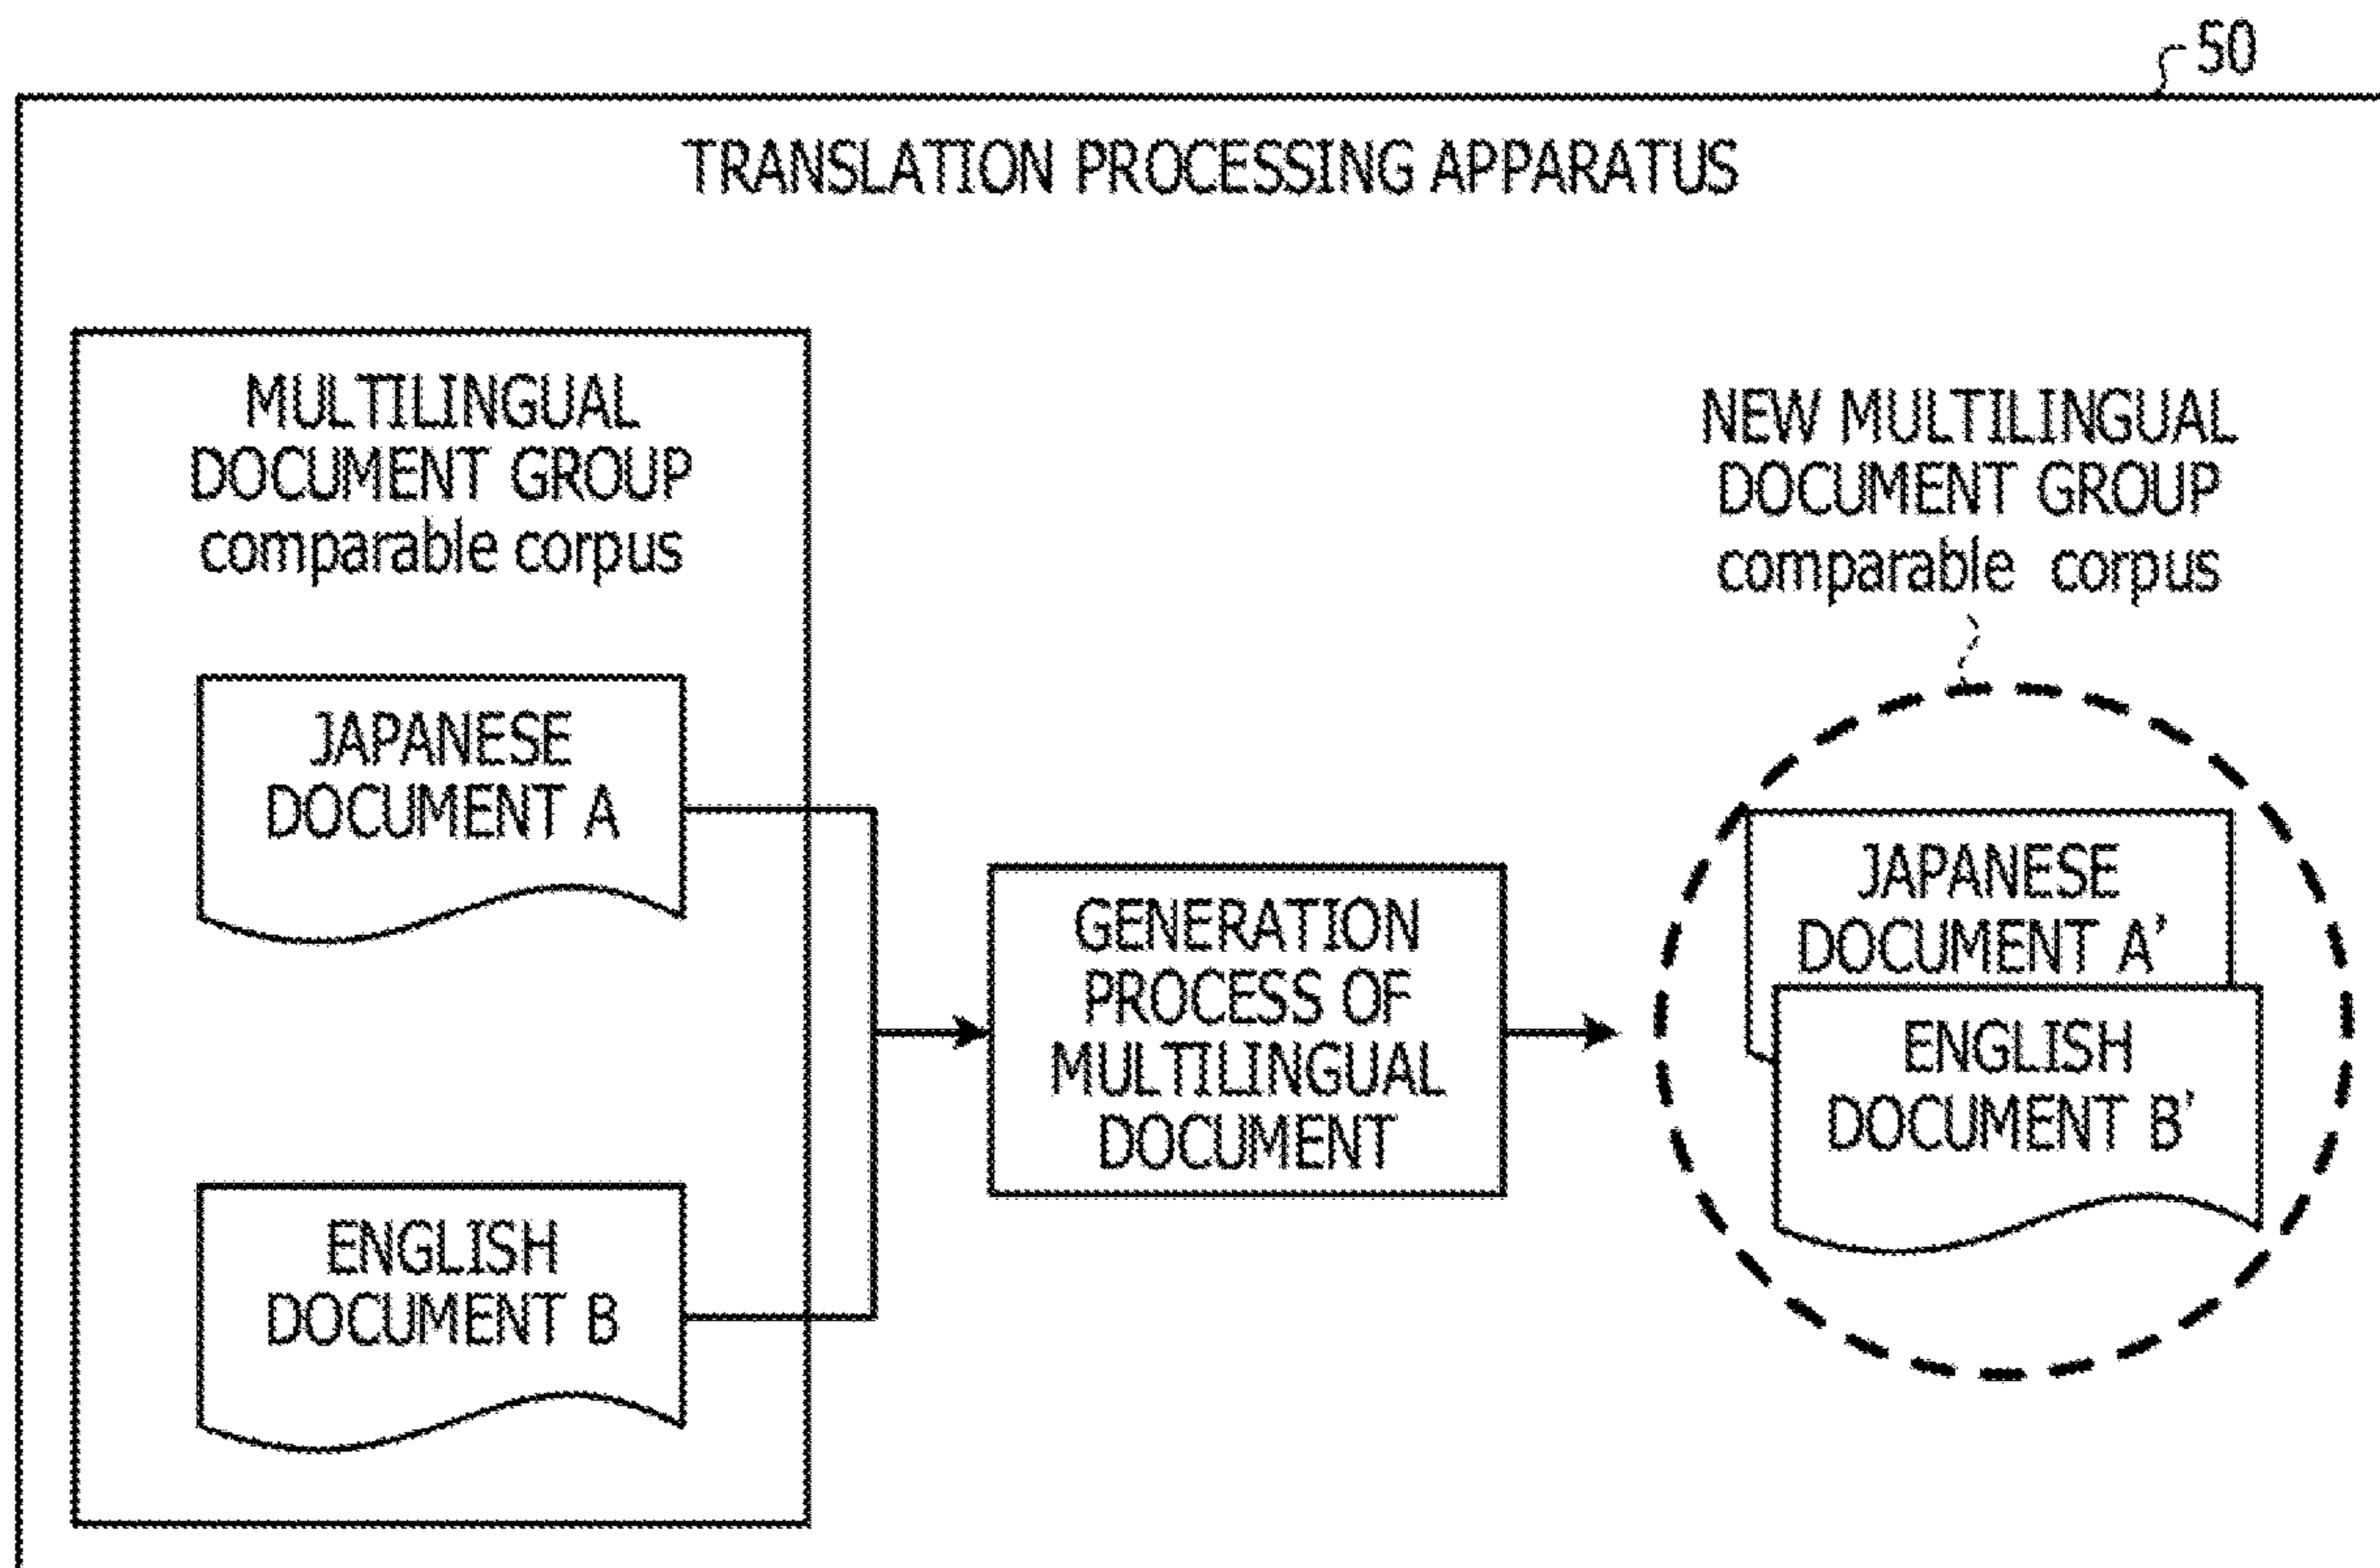 50
TRANSLATION PROCESSING APPARATUS
MULTILINGUAL
DOCUMENT GROUP
comparable corpus
JAPANESE
DOCUMENT A
ENGLISH
DOCUMENT B
GENERATION
PROCESS OF
MULTILINGUAL
DOCUMENT
NEW MULTILINGUAL
DOCUMENT GROUP
comparable corpus
JAPANESE
DOCUMENT A'
ENGLISH
DOCUMENT B'